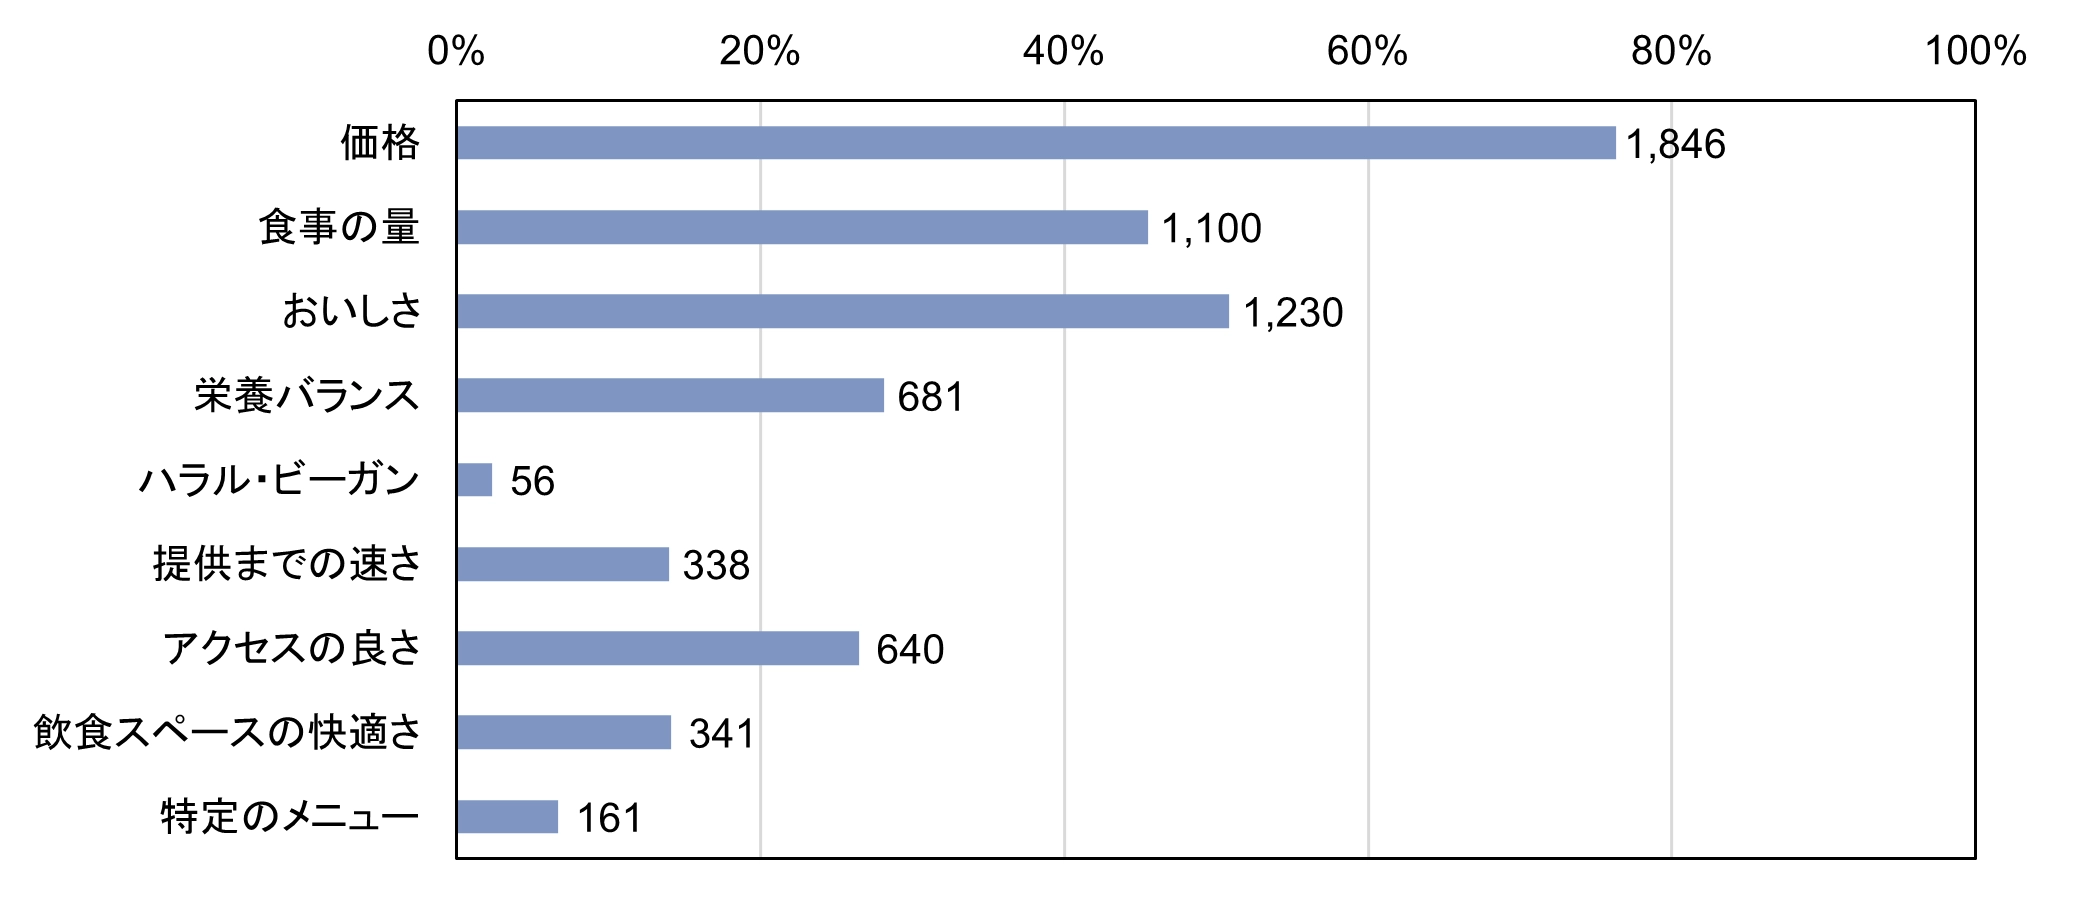 0% 20% 40% 60% 80% 100%
価格 1,846
食事の量 1,100
おいしさ 1,230
栄養バランス 681
ハラル・ビーガン 56
提供までの速さ 338
アクセスの良さ 640
飲食スペースの快適さ 341
特定のメニュー 161